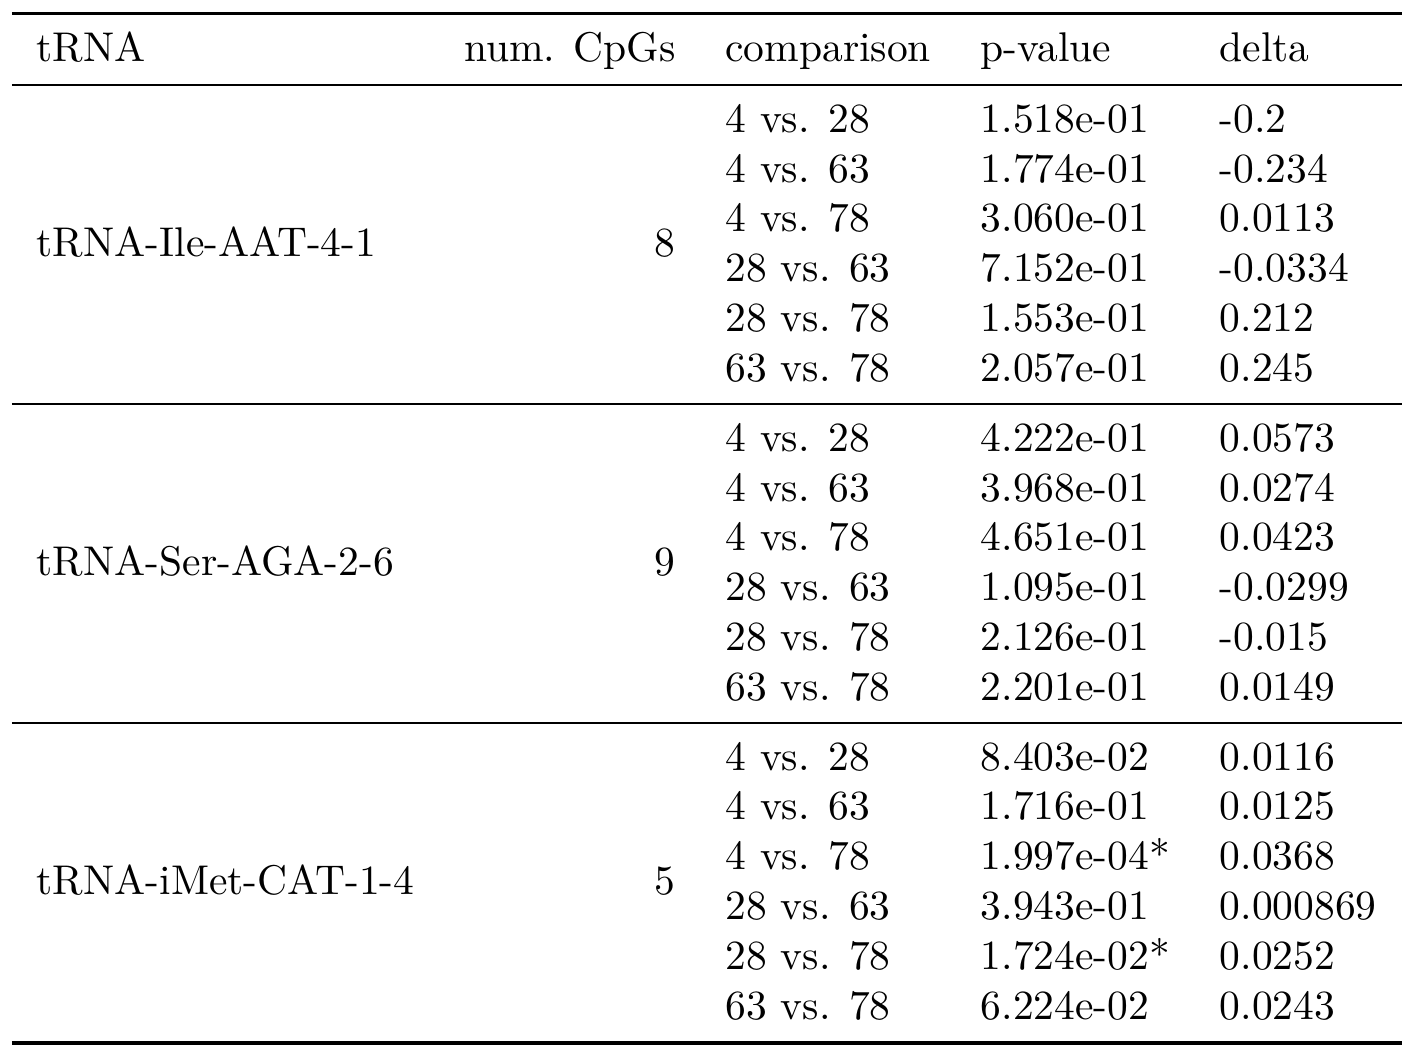 tRNA num. CpGs comparison p-value delta
4 vs. 28 1.518e-01 -0.2
4 vs. 63 1.774e-01 -0.234
4 vs. 78 3.060e-01 0.0113
tRNA-Ile-AAT-4-1 8
28 vs. 63 7.152e-01 -0.0334
28 vs. 78 1.553e-01 0.212
63 vs. 78 2.057e-01 0.245
4 vs. 28 4.222e-01 0.0573
4 vs. 63 3.968e-01 0.0274
4 vs. 78 4.651e-01 0.0423
tRNA-Ser-AGA-2-6 9
28 vs. 63 1.095e-01 -0.0299
28 vs. 78 2.126e-01 -0.015
63 vs. 78 2.201e-01 0.0149
4 vs. 28 8.403e-02 0.0116
4 vs. 63 1.716e-01 0.0125
4 vs. 78 1.997e-04* 0.0368
tRNA-iMet-CAT-1-4 5
28 vs. 63 3.943e-01 0.000869
28 vs. 78 1.724e-02* 0.0252
63 vs. 78 6.224e-02 0.0243